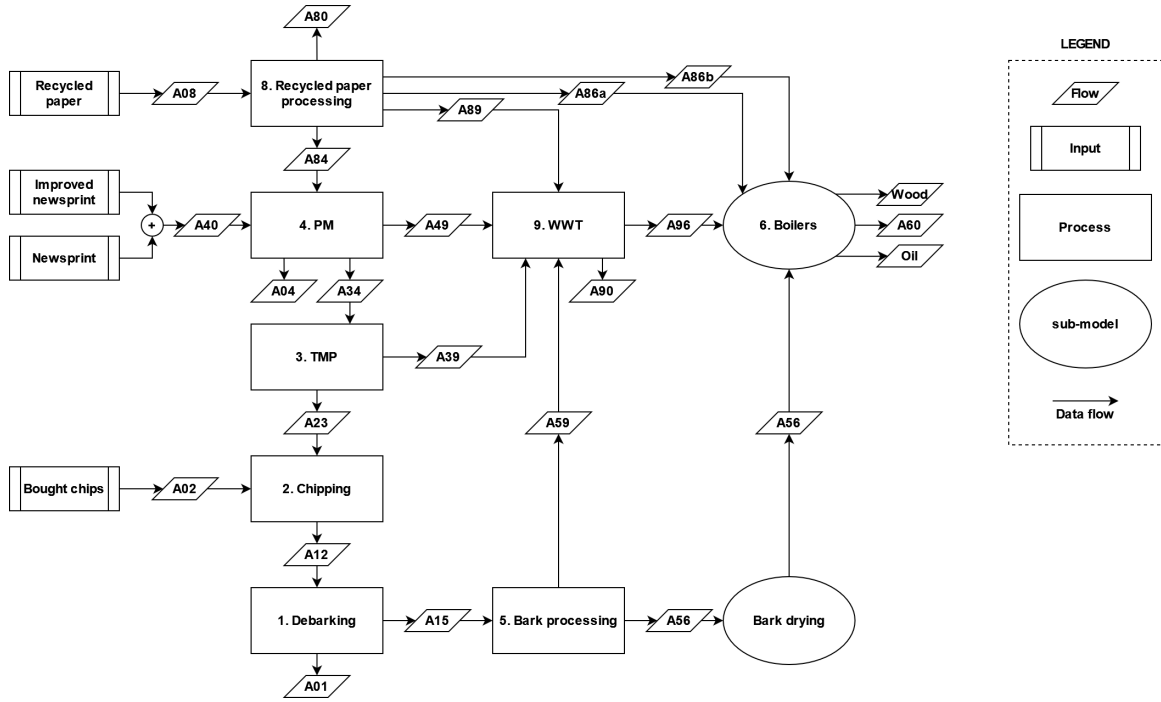 A80
LEGEND
8. Recycled paper
processing
A86b
Recycled
paper
A08
A86a
Flow
A89
Input
A84
Improved
newsprint
Wood
A40
4. PM
A49
9. WWT
A96
6. Boilers
A60
Process
+
Newsprint
Oil
A04
A34
A90
sub-model
3. TMP
A39
Data flow
A23
A59
A56
Bought chips
A02
2. Chipping
A12
1. Debarking
A15
5. Bark processing
A56
Bark drying
A01